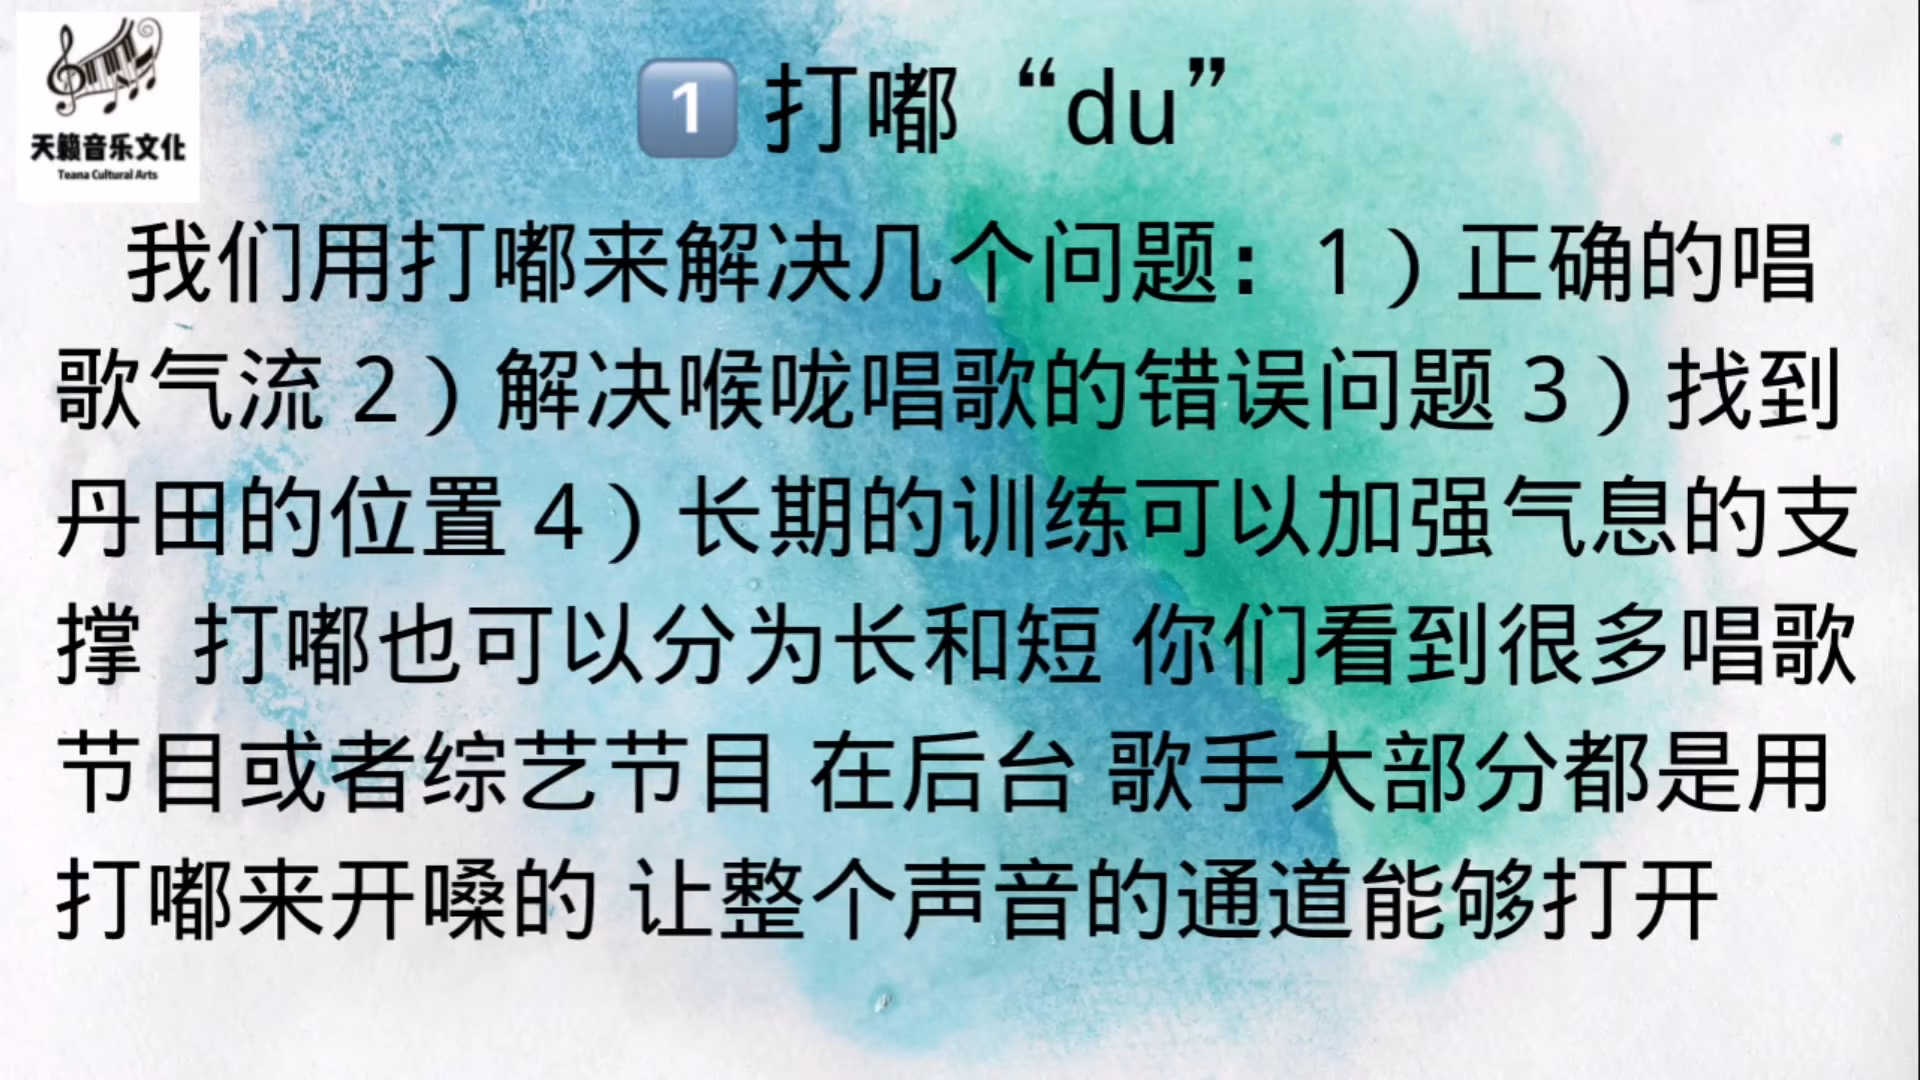 天籁音乐文化
Teana Cultural Arts
1 打嘟“du”
我们用打嘟来解决几个问题：1）正确的唱
歌气流 2）解决喉咙唱歌的错误问题 3）找到
丹田的位置 4）长期的训练可以加强气息的支
撑 打嘟也可以分为长和短 你们看到很多唱歌
节目或者综艺节目 在后台 歌手大部分都是用
打嘟来开嗓的 让整个声音的通道能够打开